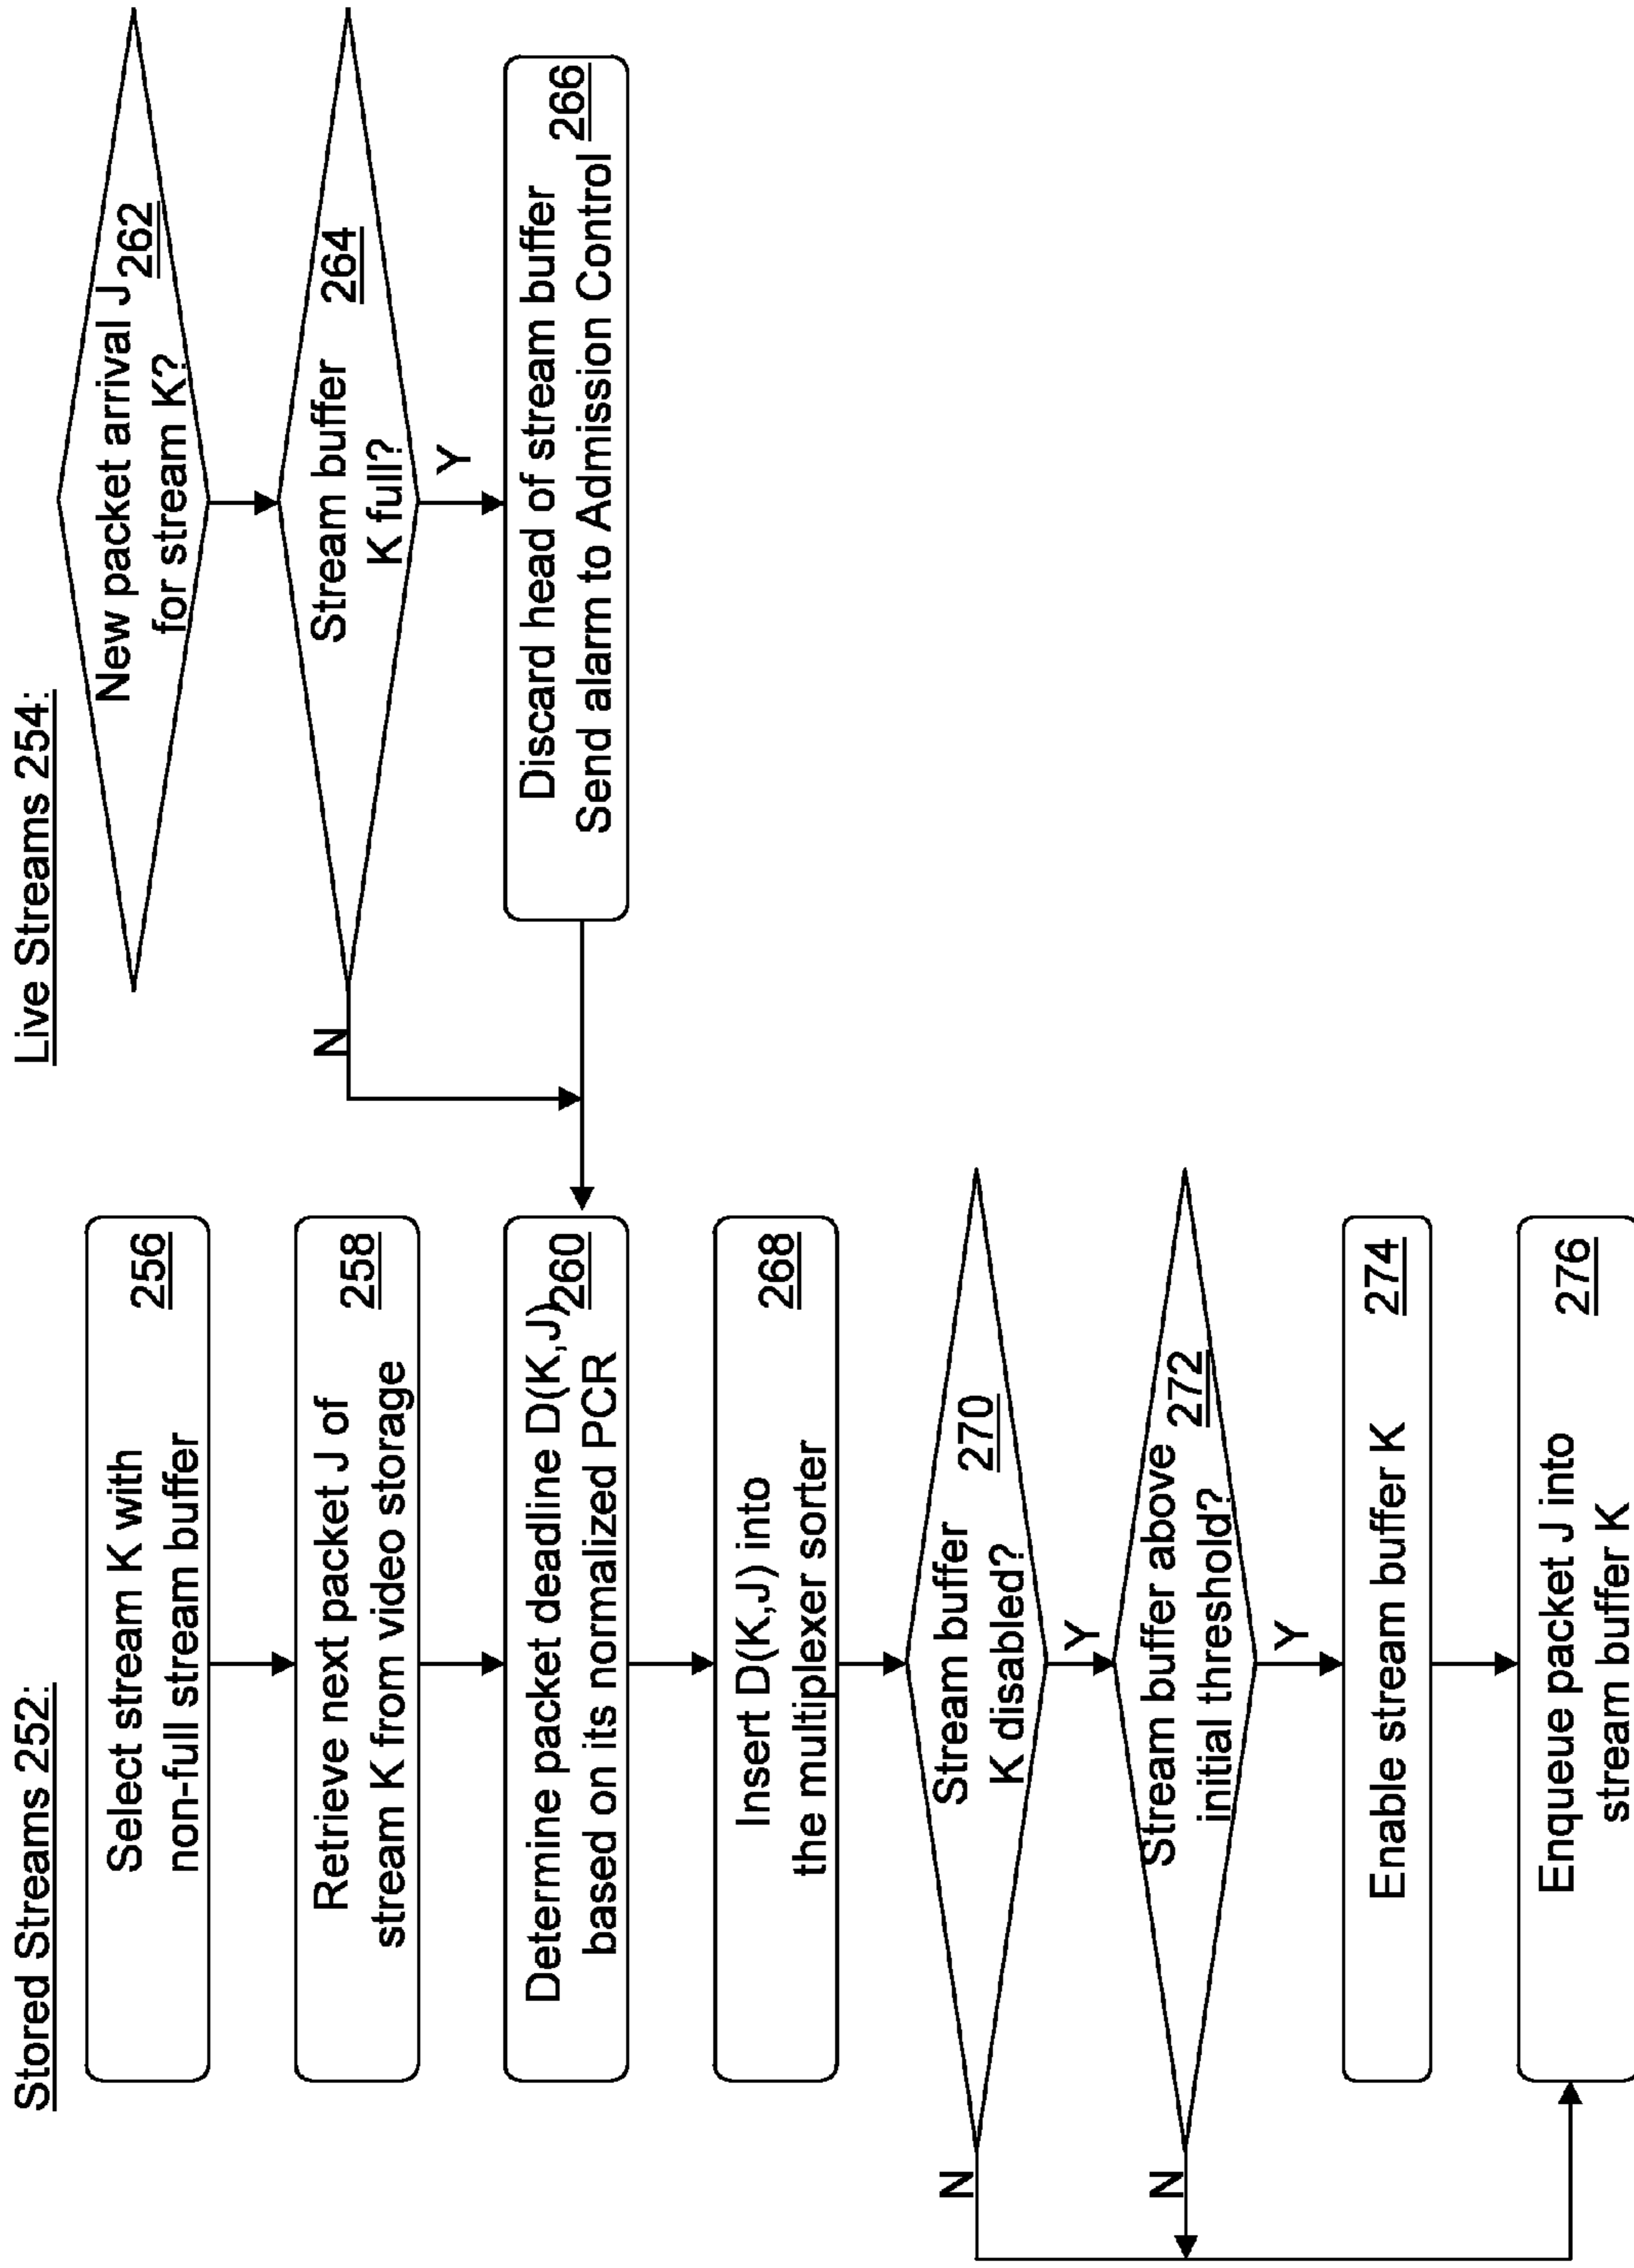 Stored Streams 252:
Select stream K with
non-full stream buffer
256
Retrieve next packet J of
stream K from video storage
258
Determine packet deadline D(K,J)
based on its normalized PCR
260
Insert D(K,J) into
the multiplexer sorter
268
Stream buffer
K disabled?
270
N
Y
Stream buffer above
initial threshold?
272
N
Y
Enable stream buffer K
274
Enqueue packet J into
stream buffer K
276
Live Streams 254:
New packet arrival J
for stream K?
262
Stream buffer
K full?
264
N
Y
Discard head of stream buffer
Send alarm to Admission Control
266